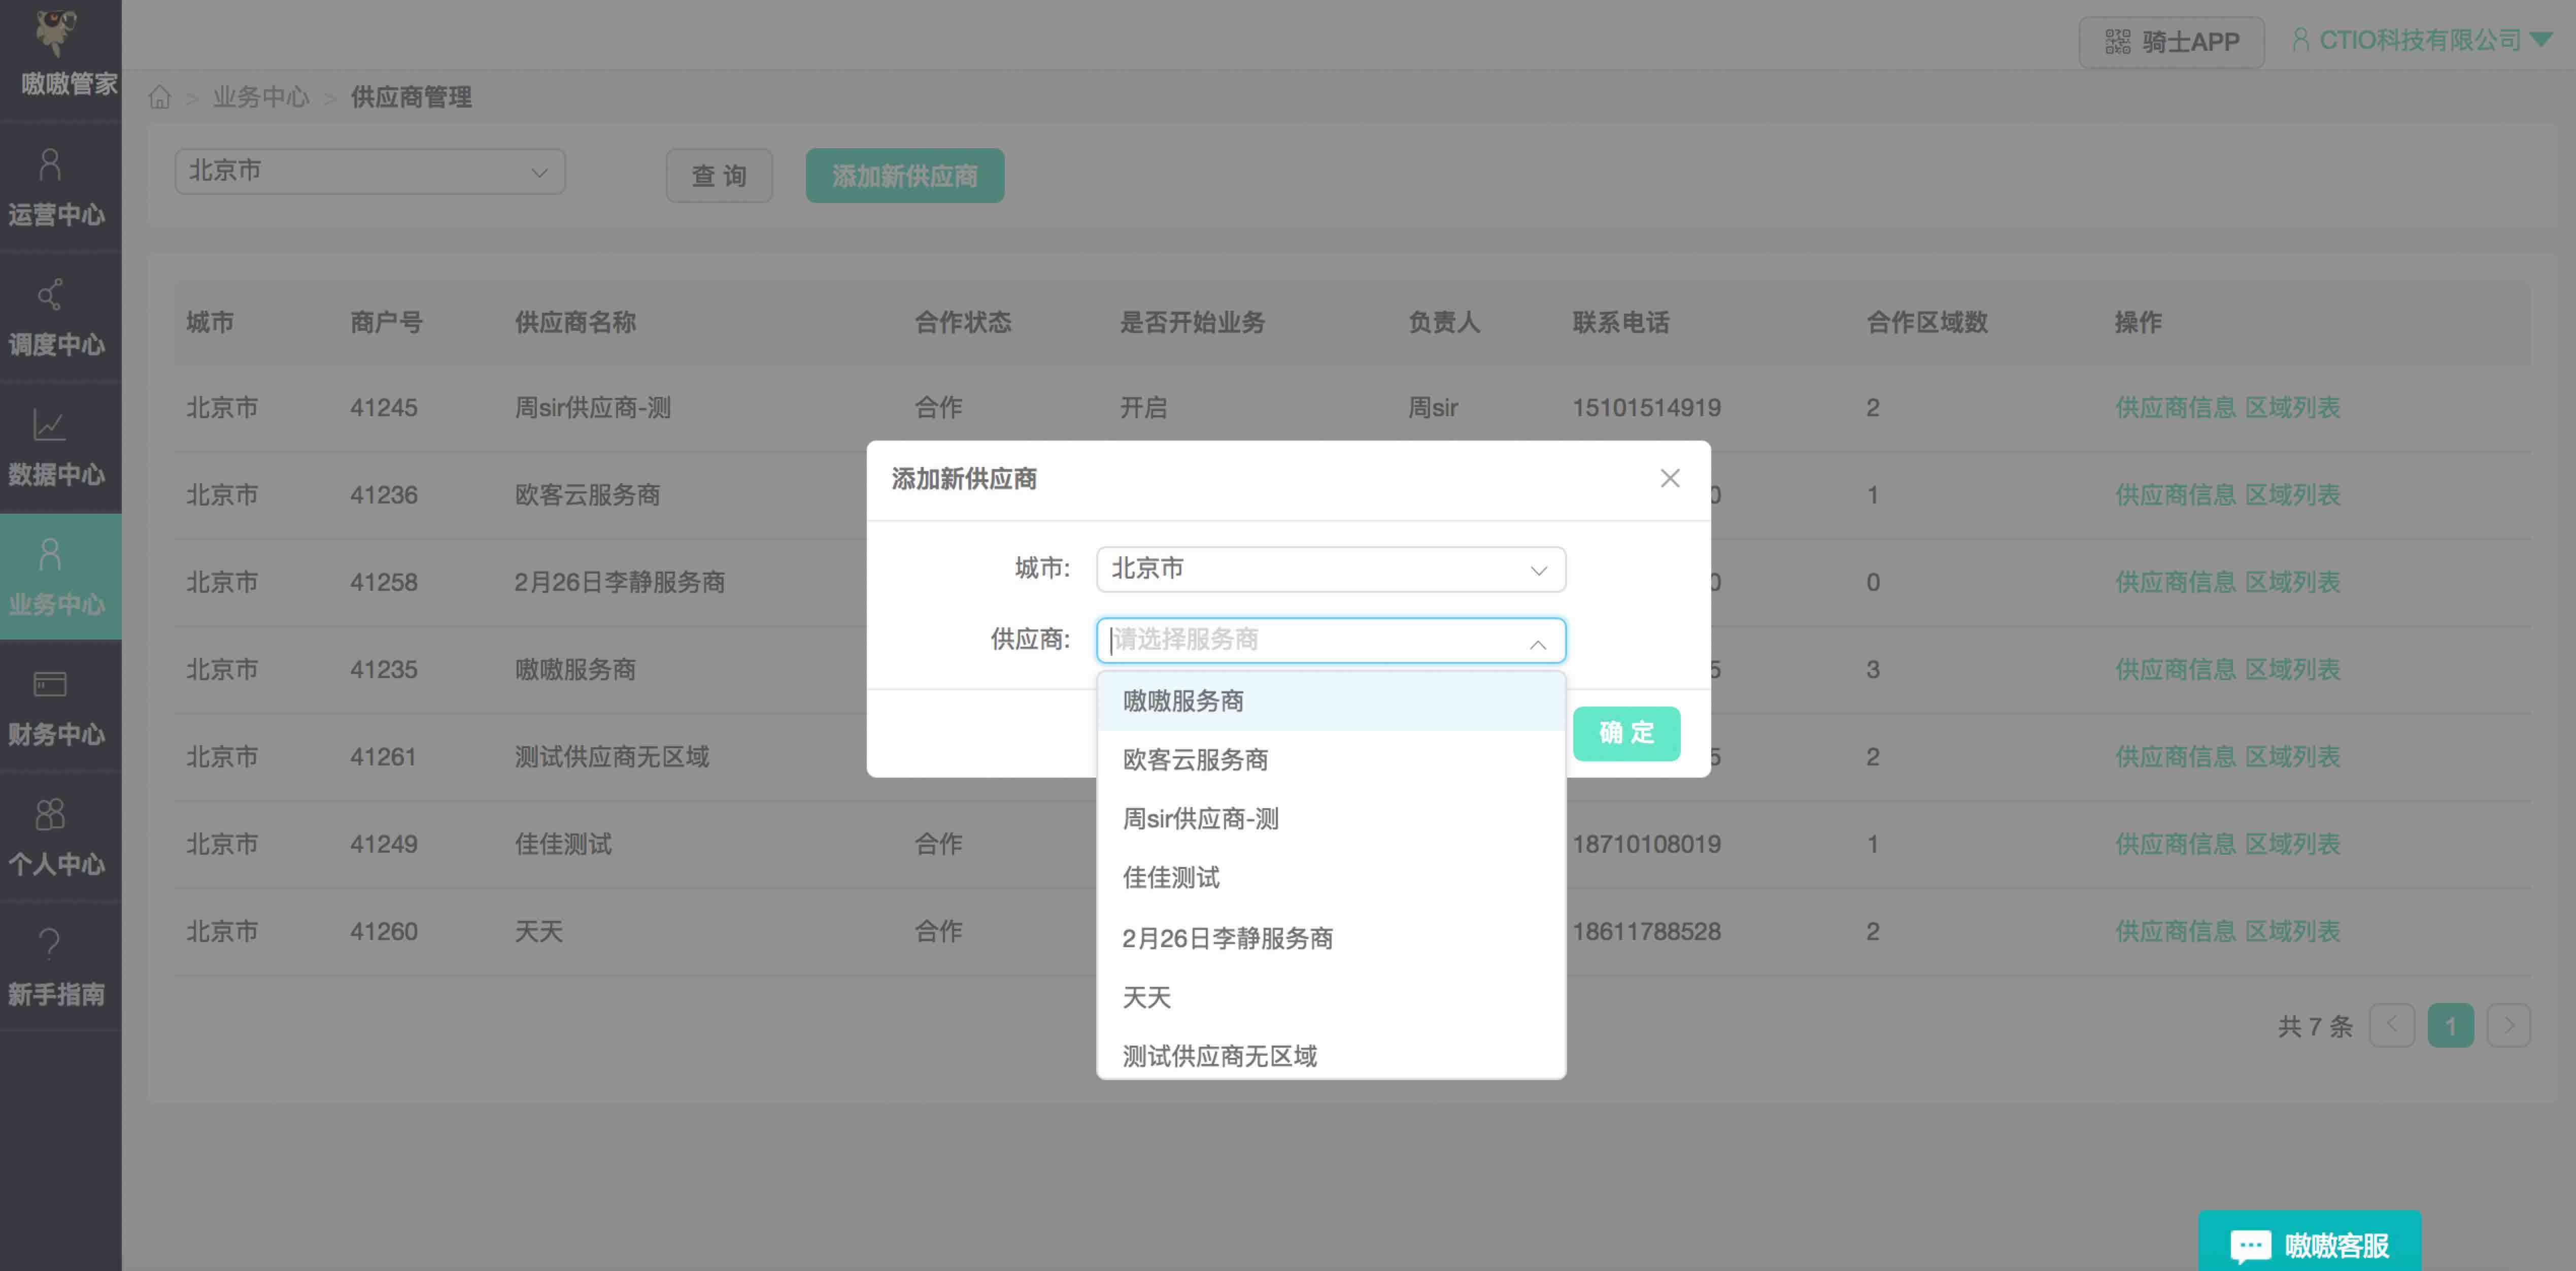 嗷嗷管家
骑士APP CTIO科技有限公司
> 业务中心 > 供应商管理
北京市 查 询 添加新供应商
运营中心
调度中心
数据中心
业务中心
财务中心
个人中心
新手指南
城市 商户号 供应商名称 合作状态 是否开始业务 负责人 联系电话 合作区域数 操作
北京市 41245 周sir供应商-测 合作 开启 周sir 15101514919 2 供应商信息 区域列表
北京市 41236 欧客云服务商 0 1 供应商信息 区域列表
北京市 41258 2月26日李静服务商 0 0 供应商信息 区域列表
北京市 41235 嗷嗷服务商 5 3 供应商信息 区域列表
北京市 41261 测试供应商无区域 5 2 供应商信息 区域列表
北京市 41249 佳佳测试 合作 18710108019 1 供应商信息 区域列表
北京市 41260 天天 合作 18611788528 2 供应商信息 区域列表
共 7 条 < 1 >
添加新供应商
城市: 北京市
供应商: 请选择服务商
嗷嗷服务商
欧客云服务商
周sir供应商-测
佳佳测试
2月26日李静服务商
天天
测试供应商无区域
确 定
嗷嗷客服